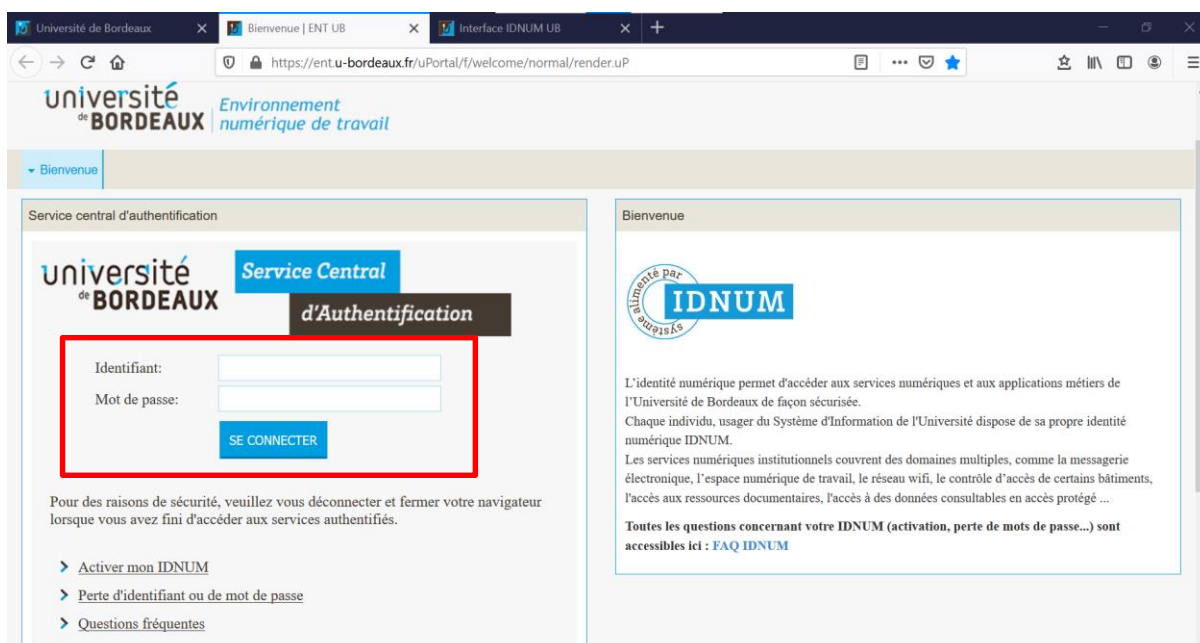 Université de Bordeaux
Bienvenue | ENT UB
Interface IDNUM UB
https://ent.u-bordeaux.fr/uPortal/f/welcome/normal/render.uP
université
de BORDEAUX
Environnement
numérique de travail
Bienvenue
Service central d'authentification
université
de BORDEAUX
Service Central
d'Authentification
Identifiant:
Mot de passe:
SE CONNECTER
Pour des raisons de sécurité, veuillez vous déconnecter et fermer votre navigateur
lorsque vous avez fini d'accéder aux services authentifiés.
Activer mon IDNUM
Perte d'identifiant ou de mot de passe
Questions fréquentes
Bienvenue
système alimenté par
IDNUM
L'identité numérique permet d'accéder aux services numériques et aux applications métiers de
l'Université de Bordeaux de façon sécurisée.
Chaque individu, usager du Système d'Information de l'Université dispose de sa propre identité
numérique IDNUM.
Les services numériques institutionnels couvrent des domaines multiples, comme la messagerie
électronique, l'espace numérique de travail, le réseau wifi, le contrôle d'accès de certains bâtiments,
l'accès aux ressources documentaires, l'accès à des données consultables en accès protégé ...
Toutes les questions concernant votre IDNUM (activation, perte de mots de passe...) sont
accessibles ici : FAQ IDNUM